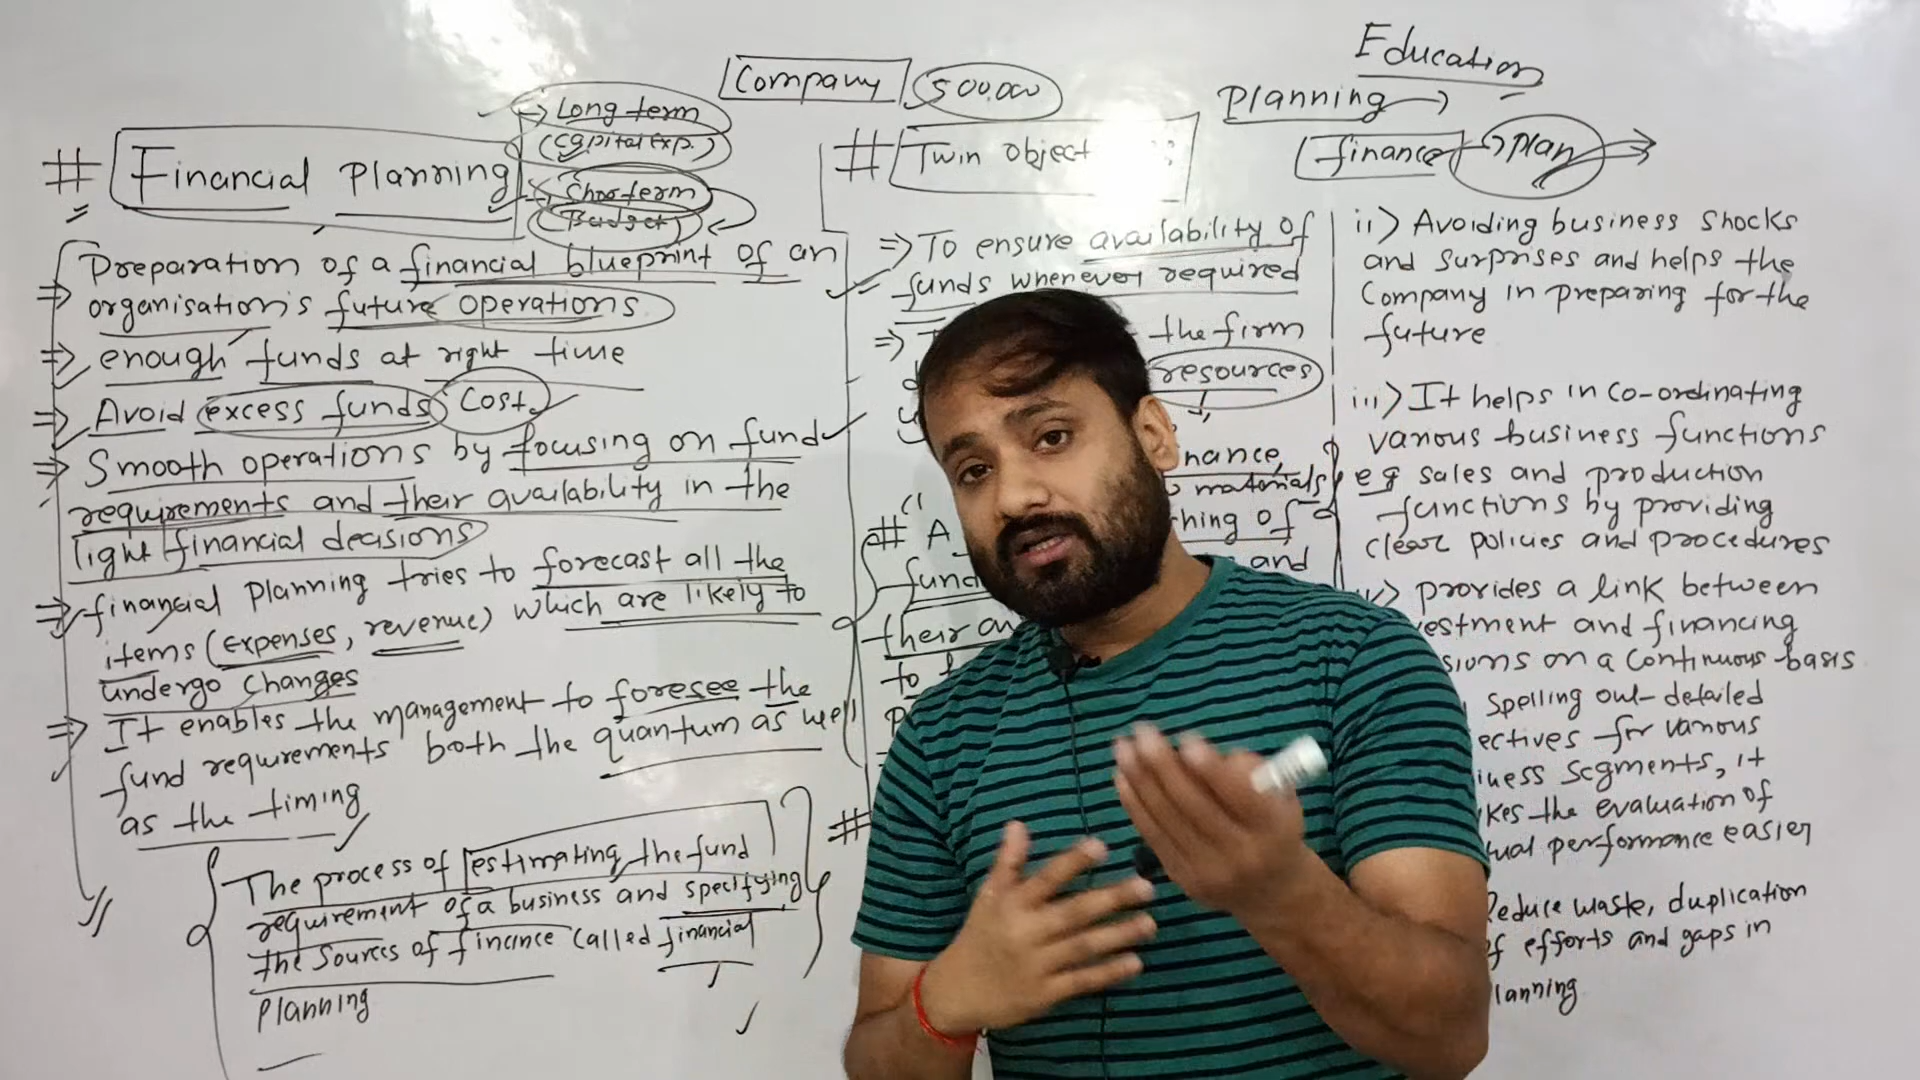 Education
Company 500,000
Planning →
finance → plan
# Financial Planning
→ Long term
(Capital Exp.)
→ Shorterm
(Budget)
Preparation of a financial blueprint of an
organisation's future operations
⇒ enough funds at right time
⇒ Avoid excess funds Cost
⇒ Smooth operations by focusing on fund
requirements and their availability in the
light financial decisions
⇒ financial planning tries to forecast all the
items (expenses, revenue) which are likely to
undergo changes
⇒ It enables the management to foresee the
fund requirements both the quantum as well
as the timing
The process of estimating the fund
requirement of a business and specifying
the sources of finance called financial
planning
# Twin object
⇒ To ensure availability of
funds whenever required
⇒ the firm
resources
nance,
materials
# A hing of
fund and
their
to
#
ii) Avoiding business shocks
and surprises and helps the
Company in preparing for the
future
iii) It helps in co-ordinating
various business functions
eg sales and production
functions by providing
clear policies and procedures
provides a link between
estment and financing
sions on a continuous basis
Spelling out detailed
ectives for various
iness segments, it
kes the evaluation of
tual performance easier
Reduce waste, duplication
of efforts and gaps in
lanning